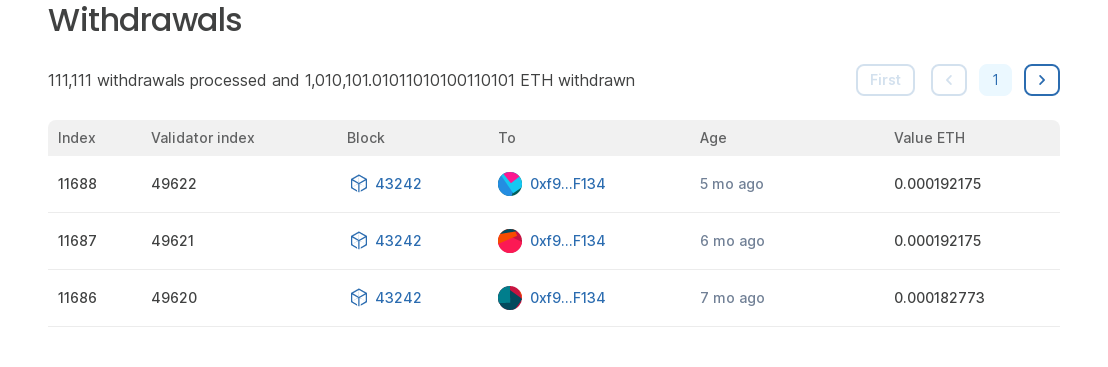 Withdrawals
111,111 withdrawals processed and 1,010,101.01011010100110101 ETH withdrawn
First 1
Index Validator index Block To Age Value ETH
11688 49622 43242 0xf9...F134 5 mo ago 0.000192175
11687 49621 43242 0xf9...F134 6 mo ago 0.000192175
11686 49620 43242 0xf9...F134 7 mo ago 0.000182773